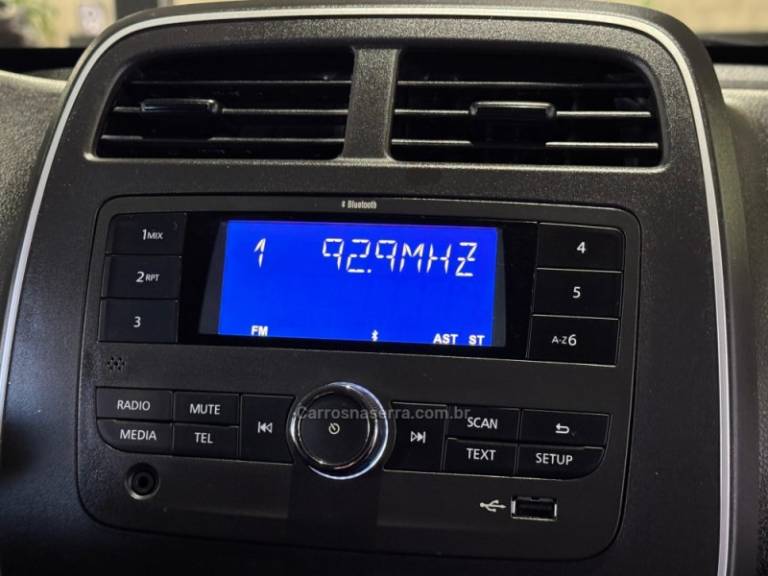 Bluetooth
1MIX
2RPT
3
1 92.9MHZ
FM AST ST
4
5
A-Z6
RADIO
MUTE
MEDIA
TEL
Carrosnaserra.com.br
SCAN
TEXT
SETUP